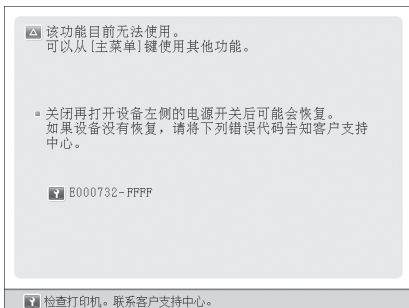 该功能目前无法使用。
可以从[主菜单]键使用其他功能。
关闭再打开设备左侧的电源开关后可能会恢复。
如果设备没有恢复，请将下列错误代码告知客户支持
中心。
E000732-FFFF
检查打印机。联系客户支持中心。